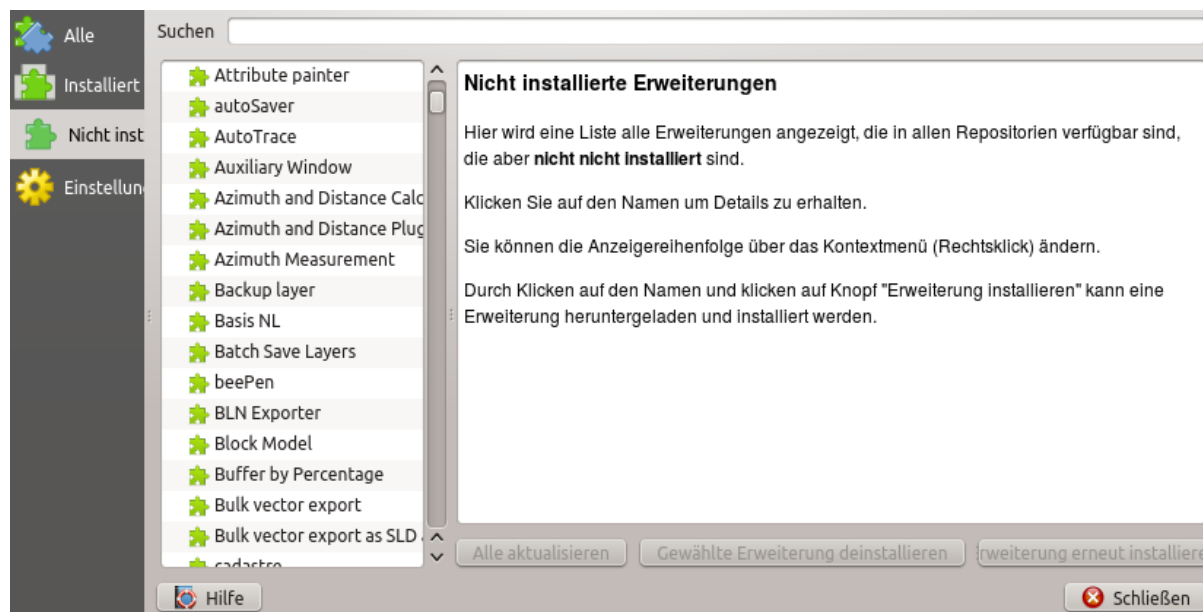 Alle
Installiert
Nicht inst
Einstellun
Suchen
Attribute painter
autoSaver
AutoTrace
Auxiliary Window
Azimuth and Distance Calc
Azimuth and Distance Plug
Azimuth Measurement
Backup layer
Basis NL
Batch Save Layers
beePen
BLN Exporter
Block Model
Buffer by Percentage
Bulk vector export
Bulk vector export as SLD
cadastre
Nicht installierte Erweiterungen
Hier wird eine Liste alle Erweiterungen angezeigt, die in allen Repositorien verfügbar sind,
die aber nicht nicht installiert sind.
Klicken Sie auf den Namen um Details zu erhalten.
Sie können die Anzeigereihenfolge über das Kontextmenü (Rechtsklick) ändern.
Durch Klicken auf den Namen und klicken auf Knopf "Erweiterung installieren" kann eine
Erweiterung heruntergeladen und installiert werden.
Alle aktualisieren
Gewählte Erweiterung deinstallieren
rweiterung erneut installiere
Hilfe
Schließen